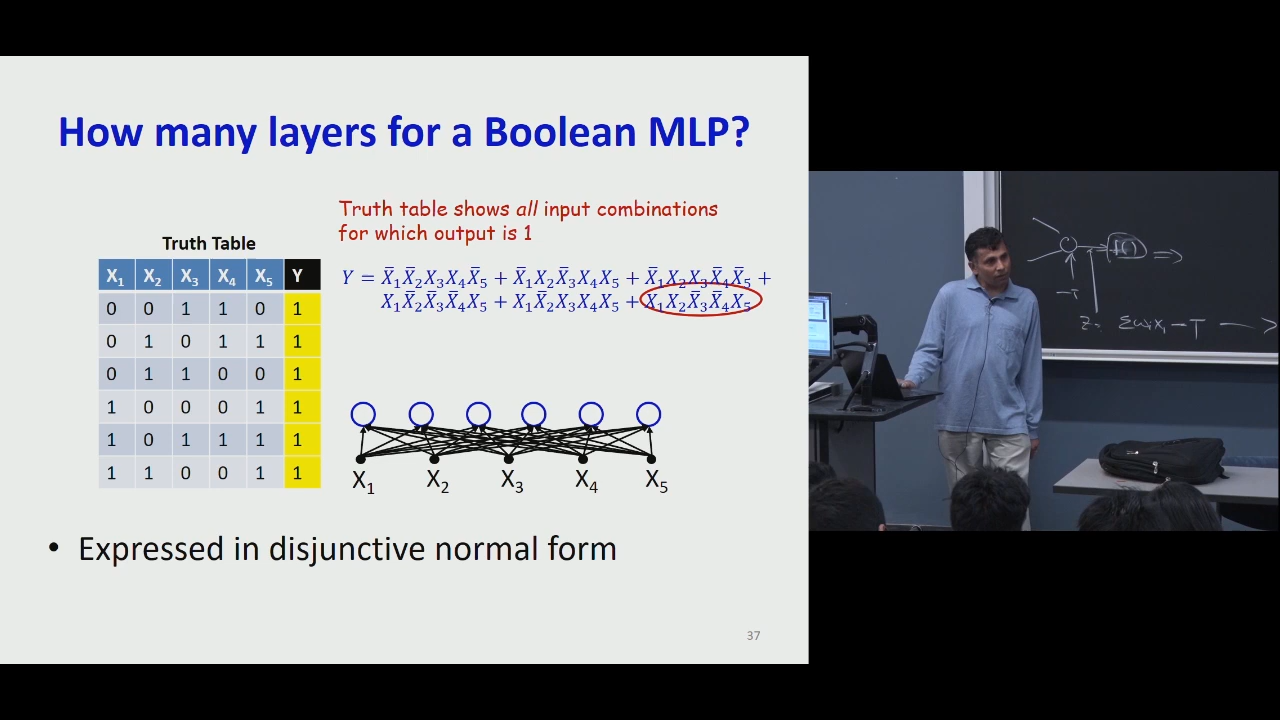 How many layers for a Boolean MLP?
Truth table shows all input combinations
for which output is 1
Truth Table
X₁ X₂ X₃ X₄ X₅ Y
0 0 1 1 0 1
0 1 0 1 1 1
0 1 1 0 0 1
1 0 0 0 1 1
1 0 1 1 1 1
1 1 0 0 1 1
Y = X̄₁X̄₂X₃X₄X̄₅ + X̄₁X₂X̄₃X₄X₅ + X̄₁X₂X₃X̄₄X̄₅ +
X₁X̄₂X̄₃X̄₄X₅ + X₁X̄₂X₃X₄X₅ + X₁X₂X̄₃X̄₄X₅
X₁ X₂ X₃ X₄ X₅
• Expressed in disjunctive normal form
37
-T
Z = Σwᵢxᵢ - T